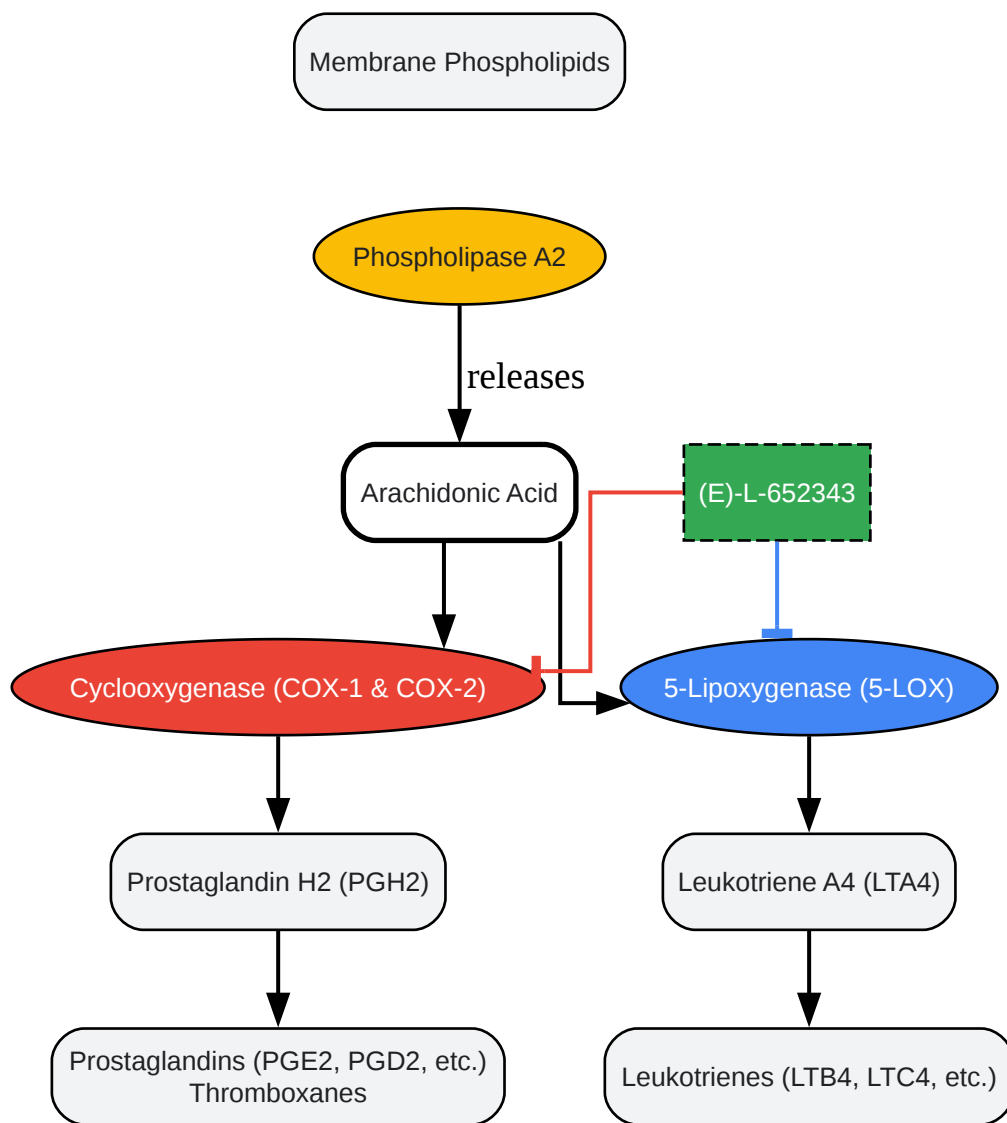 Membrane Phospholipids
Phospholipase A2
releases
Arachidonic Acid
(E)-L-652343
Cyclooxygenase (COX-1 & COX-2)
5-Lipoxygenase (5-LOX)
Prostaglandin H2 (PGH2)
Leukotriene A4 (LTA4)
Prostaglandins (PGE2, PGD2, etc.)
Thromboxanes
Leukotrienes (LTB4, LTC4, etc.)